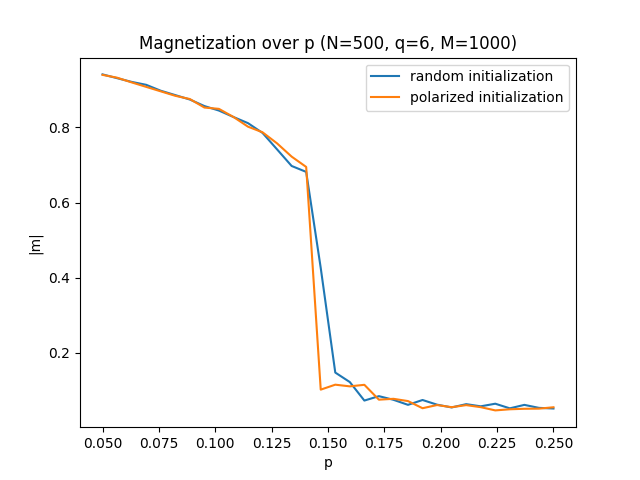 Magnetization over p (N=500, q=6, M=1000)
random initialization
polarized initialization
0.8
0.6
|m|
0.4
0.2
0.050 0.075 0.100 0.125 0.150 0.175 0.200 0.225 0.250
p